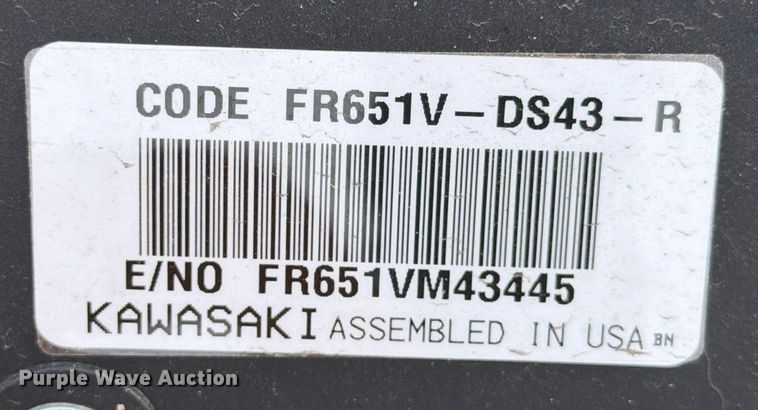 CODE FR651V-DS43-R
E/NO FR651VM43445
KAWASAKI ASSEMBLED IN USA BN
Purple Wave Auction